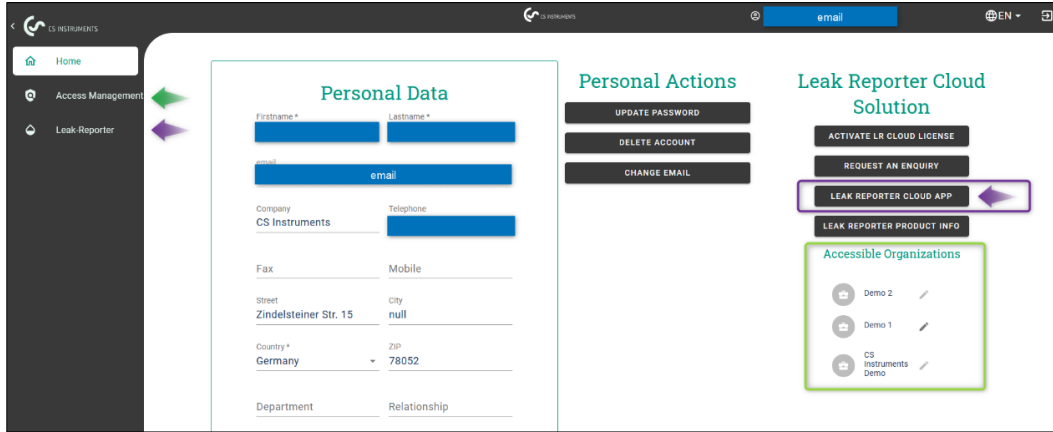 CS INSTRUMENTS
CS INSTRUMENTS
email
EN
Home
Access Management
Leak-Reporter
Personal Data
Firstname *
Lastname *
email
email
Company
CS Instruments
Telephone
Fax
Mobile
Street
Zindelsteiner Str. 15
City
null
Country *
Germany
ZIP
78052
Department
Relationship
Personal Actions
UPDATE PASSWORD
DELETE ACCOUNT
CHANGE EMAIL
Leak Reporter Cloud
Solution
ACTIVATE LR CLOUD LICENSE
REQUEST AN ENQUIRY
LEAK REPORTER CLOUD APP
LEAK REPORTER PRODUCT INFO
Accessible Organizations
Demo 2
Demo 1
CS
Instruments
Demo